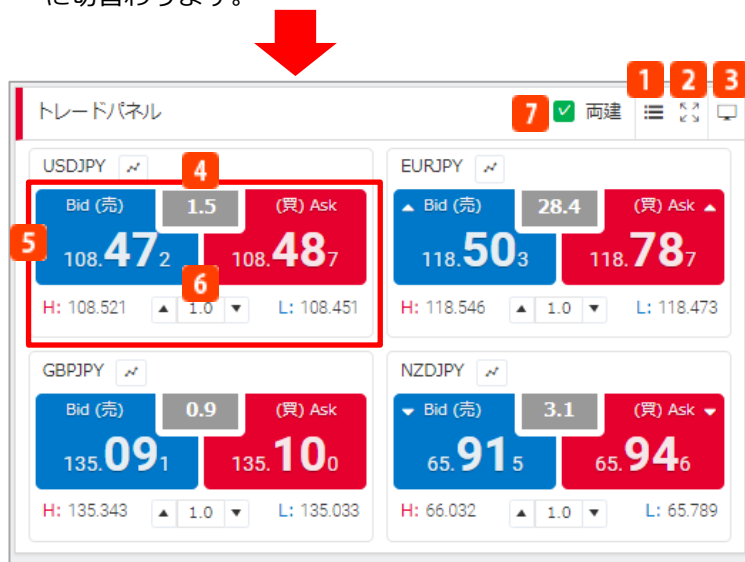 に切替わります。
1 2 3
トレードパネル 7 両建
USDJPY 4
Bid (売) 1.5 (買) Ask
5
108.472 108.487
6
H: 108.521 ▲ 1.0 ▼ L: 108.451
EURJPY
▲ Bid (売) 28.4 (買) Ask ▲
118.503 118.787
H: 118.546 ▲ 1.0 ▼ L: 118.473
GBPJPY
Bid (売) 0.9 (買) Ask
135.091 135.100
H: 135.343 ▲ 1.0 ▼ L: 135.033
NZDJPY
▼ Bid (売) 3.1 (買) Ask ▼
65.915 65.946
H: 66.032 ▲ 1.0 ▼ L: 65.789